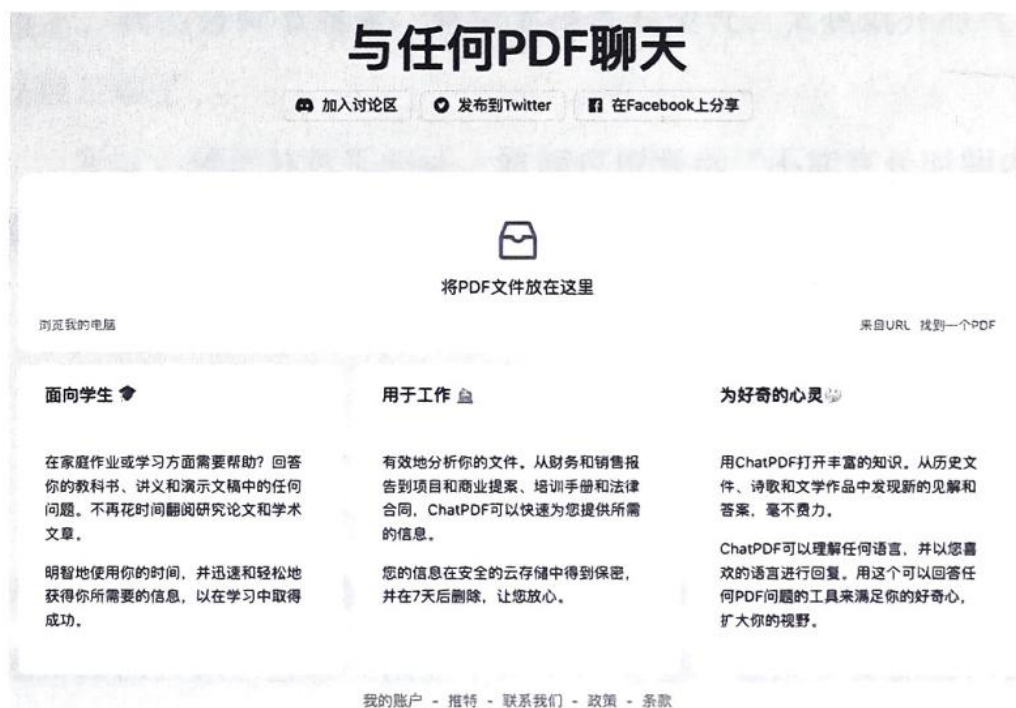 与任何PDF聊天
加入讨论区 发布到Twitter 在Facebook上分享
将PDF文件放在这里
浏览我的电脑 来自URL 找到一个PDF
面向学生
在家庭作业或学习方面需要帮助？回答
你的教科书、讲义和演示文稿中的任何
问题。不再花时间翻阅研究论文和学术
文章。
明智地使用你的时间，并迅速和轻松地
获得你所需要的信息，以在学习中取得
成功。
用于工作
有效地分析你的文件。从财务和销售报
告到项目和商业提案、培训手册和法律
合同，ChatPDF可以快速为您提供所需
的信息。
您的信息在安全的云存储中得到保密，
并在7天后删除，让您放心。
为好奇的心灵
用ChatPDF打开丰富的知识。从历史文
件、诗歌和文学作品中发现新的见解和
答案，毫不费力。
ChatPDF可以理解任何语言，并以您喜
欢的语言进行回复。用这个可以回答任
何PDF问题的工具来满足你的好奇心，
扩大你的视野。
我的账户 - 推特 - 联系我们 - 政策 - 条款